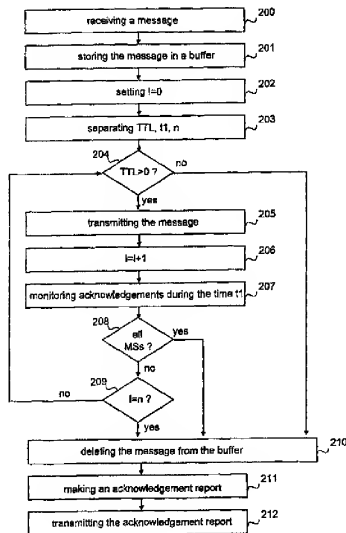 200
receiving a message
201
storing the message in a buffer
202
setting I=0
203
separating TTL, t1, n
204
TTL>0 ?
no
yes
205
transmitting the message
206
I=I+1
207
monitoring acknowledgements during the time t1
208
all
MSs ?
yes
no
209
I=n ?
no
yes
210
deleting the message from the buffer
211
making an acknowledgement report
212
transmitting the acknowledgement report